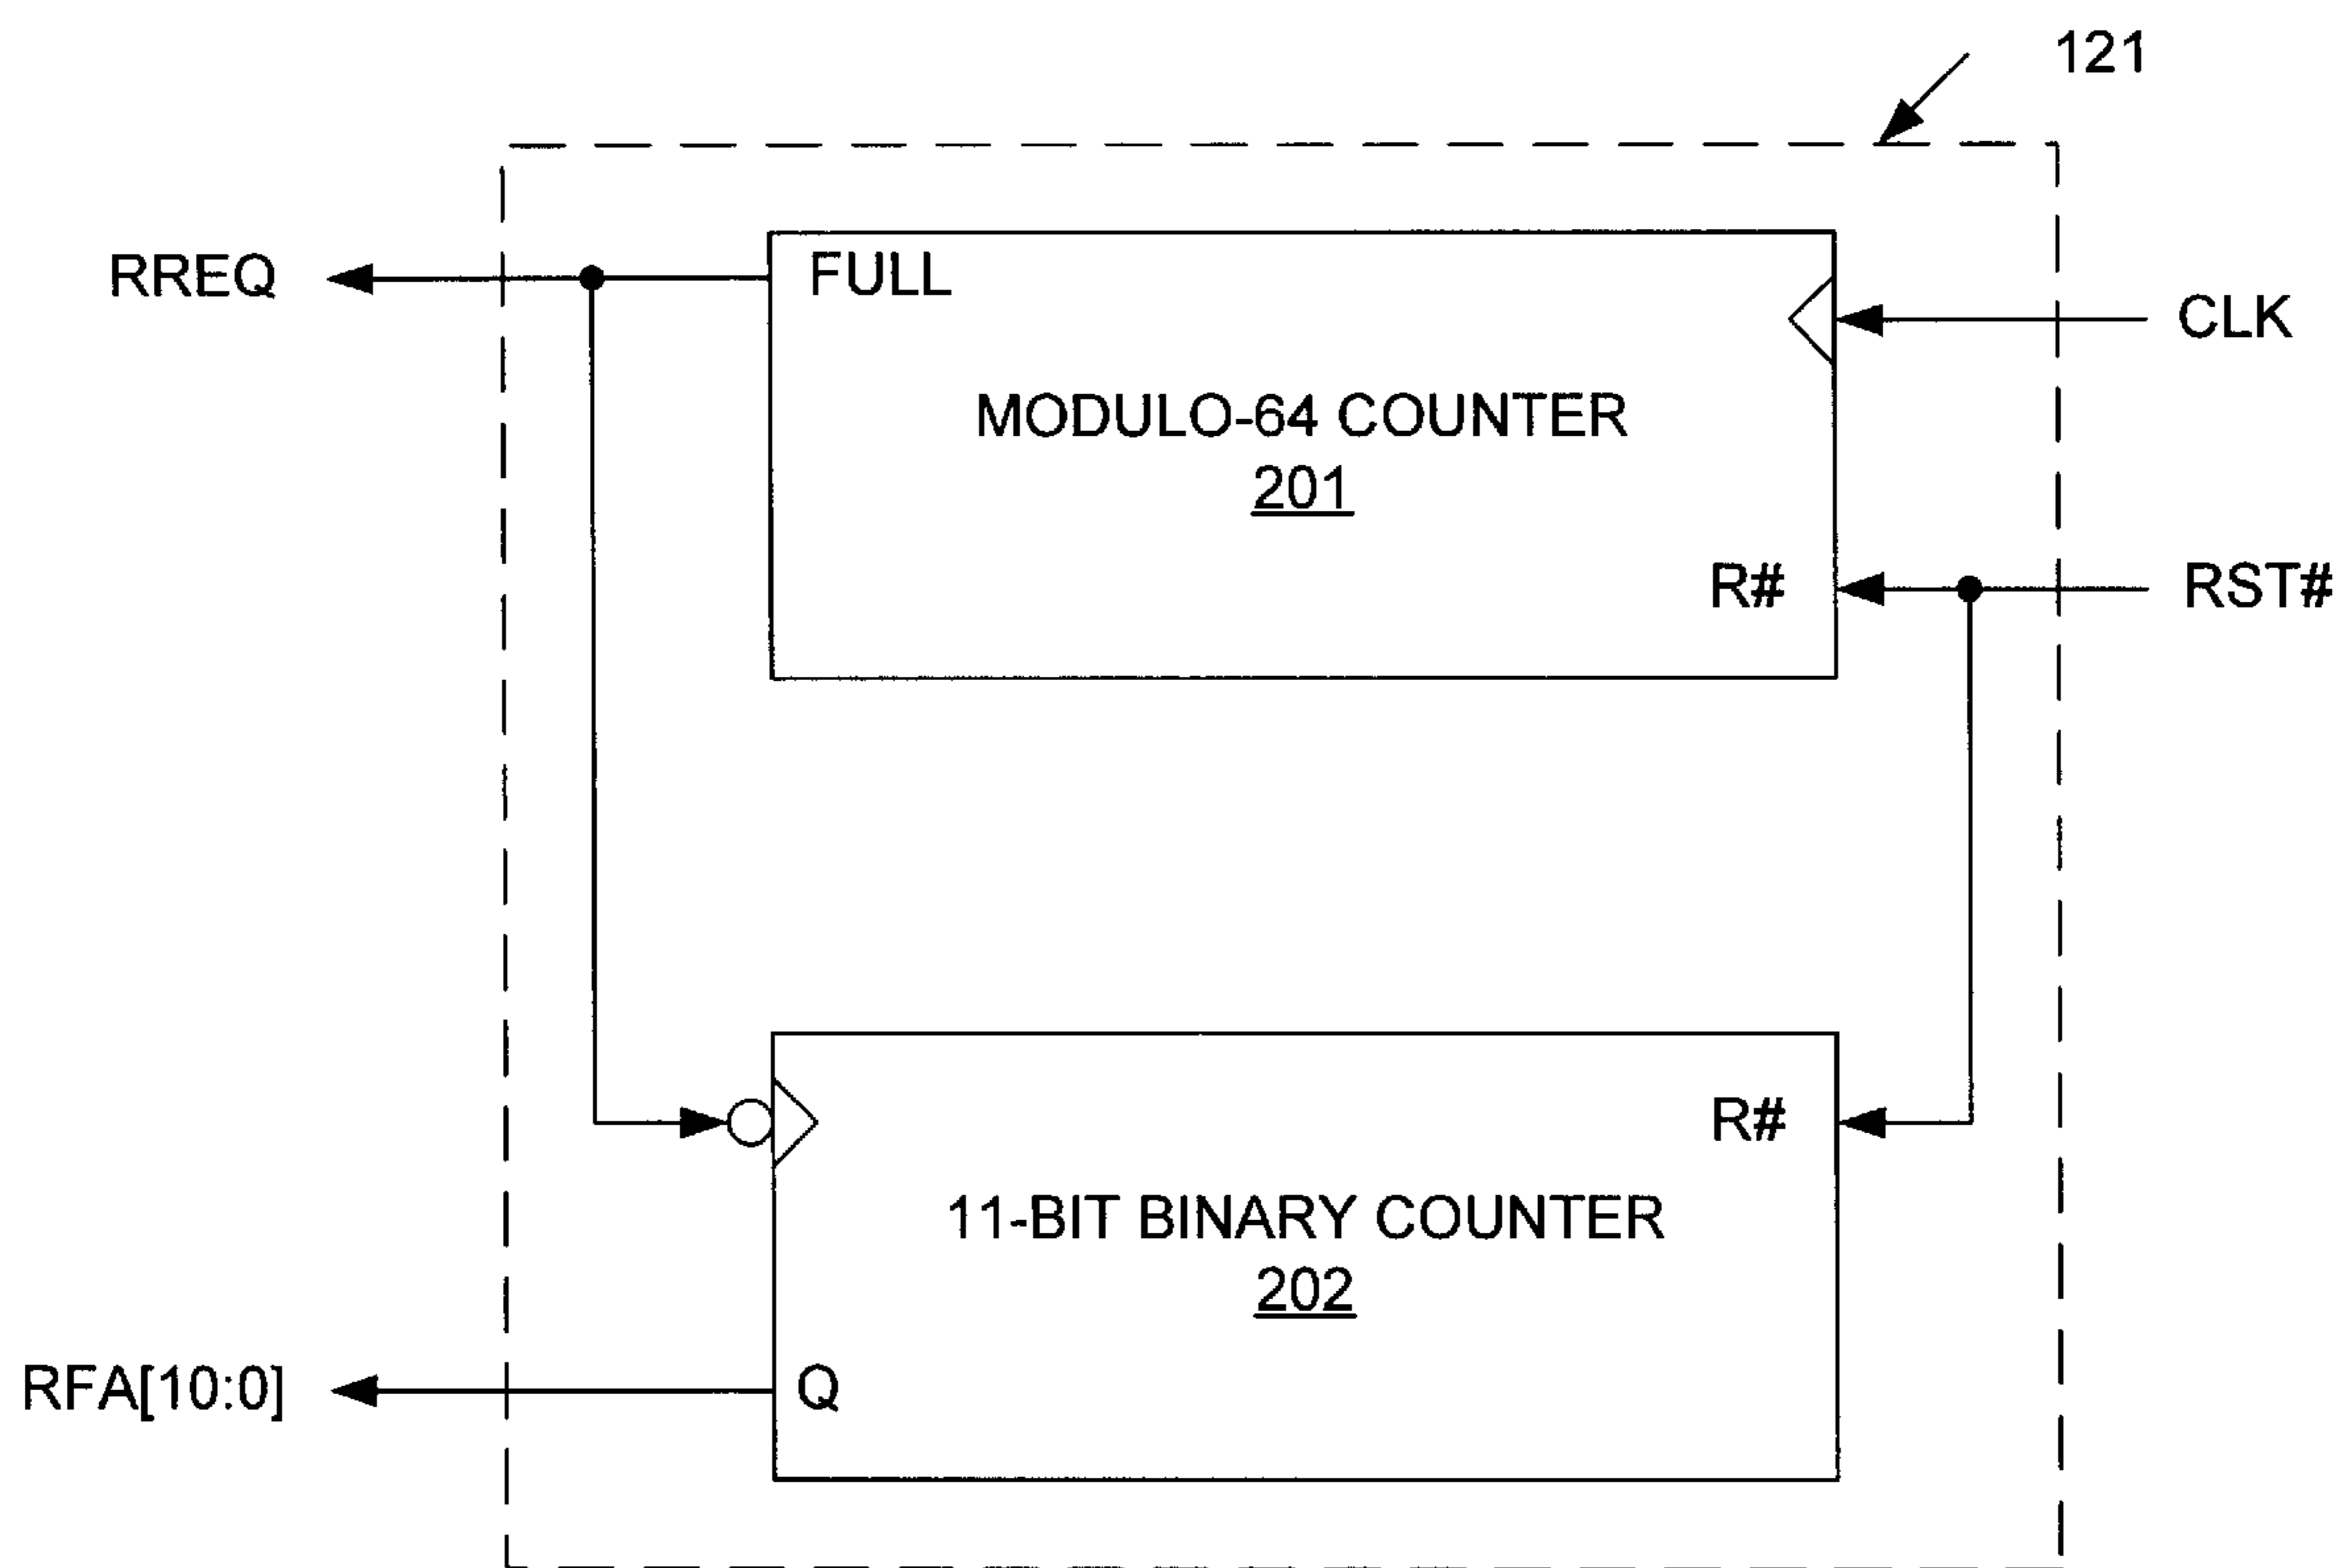 121
RREQ
FULL
CLK
MODULO-64 COUNTER
201
R#
RST#
R#
11-BIT BINARY COUNTER
202
RFA[10:0]
Q